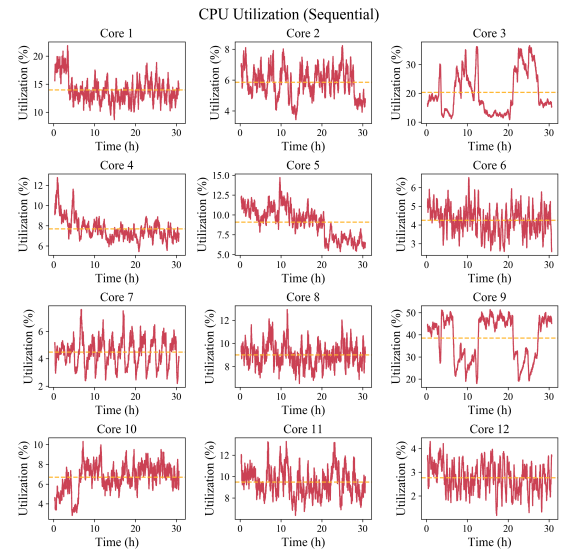 CPU Utilization (Sequential)
Core 1
Core 2
Core 3
Utilization (%)
20
15
10
0
10
20
30
Time (h)
Utilization (%)
8
6
4
0
10
20
30
Time (h)
Utilization (%)
30
20
10
0
10
20
30
Time (h)
Core 4
Core 5
Core 6
Utilization (%)
12
10
8
6
0
10
20
30
Time (h)
Utilization (%)
15.0
12.5
10.0
7.5
5.0
0
10
20
30
Time (h)
Utilization (%)
6
5
4
3
0
10
20
30
Time (h)
Core 7
Core 8
Core 9
Utilization (%)
6
4
2
0
10
20
30
Time (h)
Utilization (%)
12
10
8
0
10
20
30
Time (h)
Utilization (%)
50
40
30
20
0
10
20
30
Time (h)
Core 10
Core 11
Core 12
Utilization (%)
10
8
6
4
0
10
20
30
Time (h)
Utilization (%)
12
10
8
0
10
20
30
Time (h)
Utilization (%)
4
3
2
0
10
20
30
Time (h)